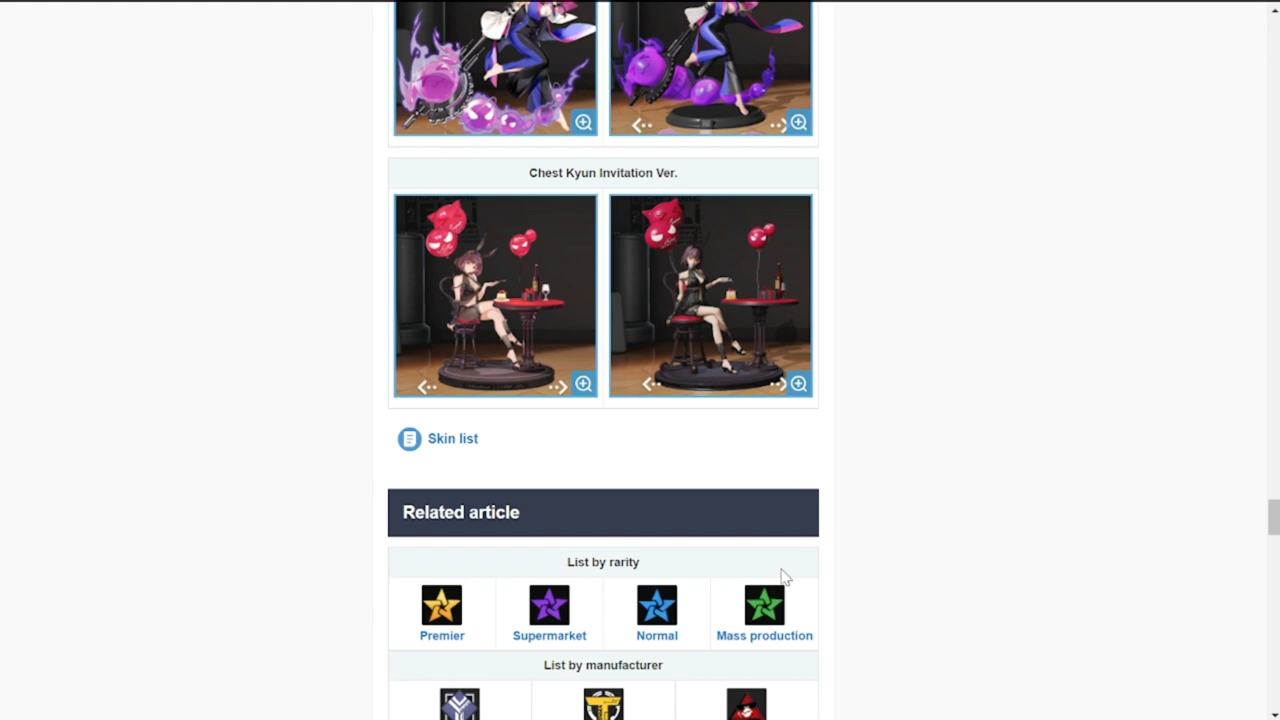 Chest Kyun Invitation Ver.
Skin list
Related article
List by rarity
Premier
Supermarket
Normal
Mass production
List by manufacturer